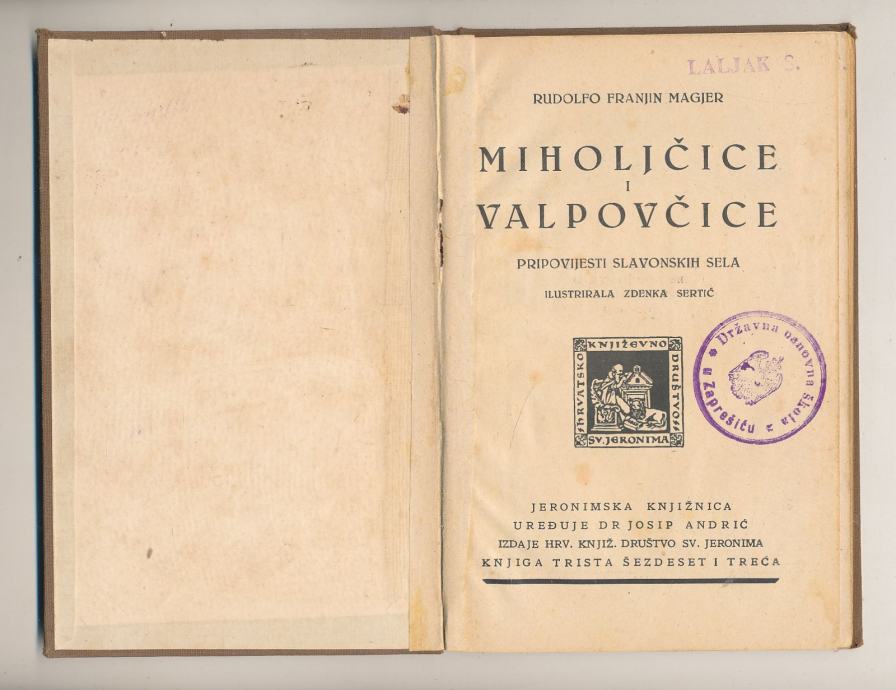 LALJAK S.
RUDOLFO FRANJIN MAGJER
MIHOLJČICE
I
VALPOVČICE
PRIPOVIJESTI SLAVONSKIH SELA
ILUSTRIRALA ZDENKA SERTIĆ
HRVATSKO
KNJIŽEVNO
DRUŠTVO
SV. JERONIMA
Državna osnovna škola
u Zaprešiću
JERONIMSKA KNJIŽNICA
UREĐUJE DR JOSIP ANDRIĆ
IZDAJE HRV. KNJIŽ. DRUŠTVO SV. JERONIMA
KNJIGA TRISTA ŠEZDESET I TREĆA